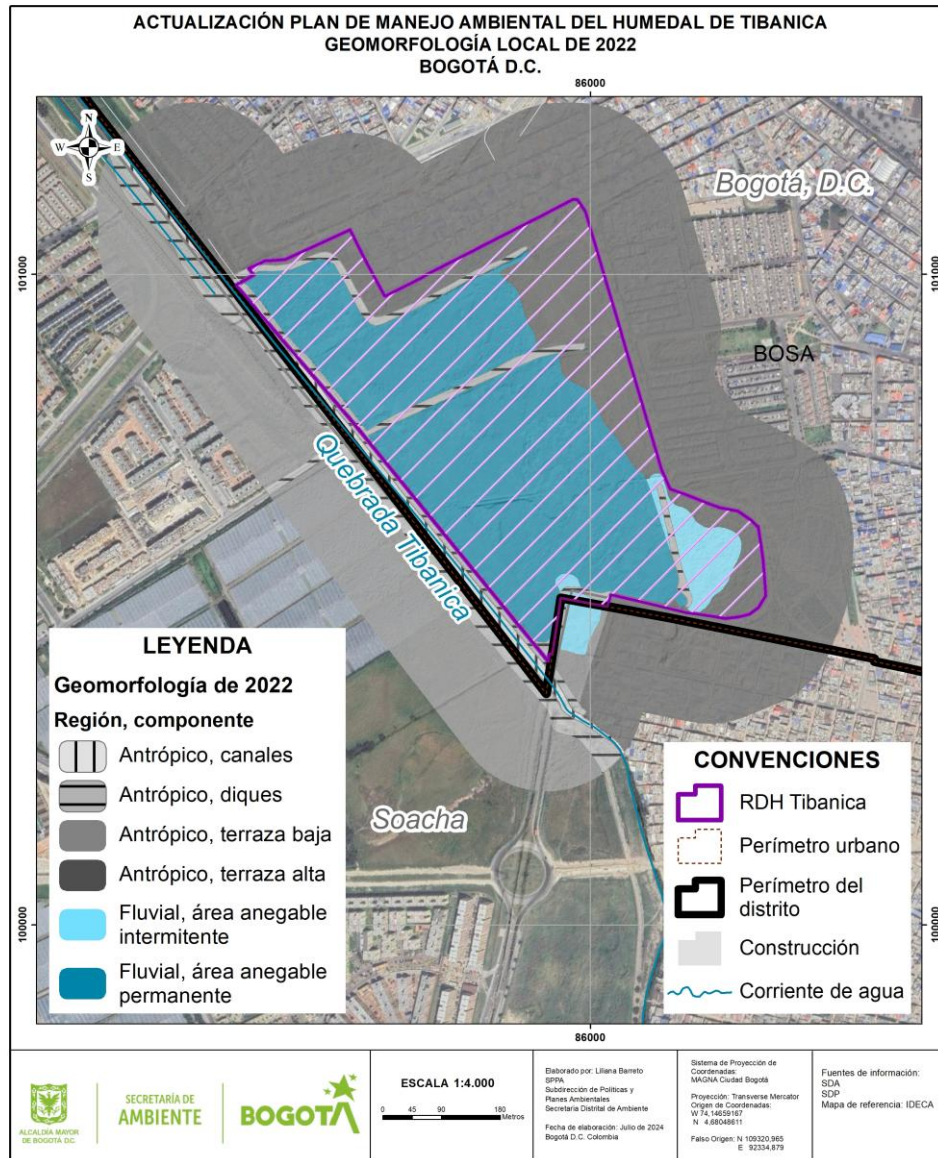 ACTUALIZACIÓN PLAN DE MANEJO AMBIENTAL DEL HUMEDAL DE TIBANICA
GEOMORFOLOGÍA LOCAL DE 2022
BOGOTÁ D.C.
86000
N
W E
S
Bogotá, D.C.
101000
101000
BOSA
Quebrada Tibanica
Soacha
LEYENDA
Geomorfología de 2022
Región, componente
Antrópico, canales
Antrópico, diques
Antrópico, terraza baja
Antrópico, terraza alta
Fluvial, área anegable
intermitente
Fluvial, área anegable
permanente
CONVENCIONES
RDH Tibanica
Perímetro urbano
Perímetro del
distrito
Construcción
Corriente de agua
100000
100000
86000
ALCALDÍA MAYOR
DE BOGOTÁ D.C.
SECRETARÍA DE
AMBIENTE
BOGOTÁ
ESCALA 1:4.000
0 45 90 180
Metros
Elaborado por: Liliana Barreto
SPPA
Subdirección de Políticas y
Planes Ambientales
Secretaria Distrital de Ambiente
Fecha de elaboración: Julio de 2024
Bogotá D.C. Colombia
Sistema de Proyección de
Coordenadas:
MAGNA Ciudad Bogotá
Proyección: Transverse Mercator
Origen de Coordenadas:
W 74,14659167
N 4,68048611
Falso Origen: N 109320,965
E 92334,879
Fuentes de información:
SDA
SDP
Mapa de referencia: IDECA